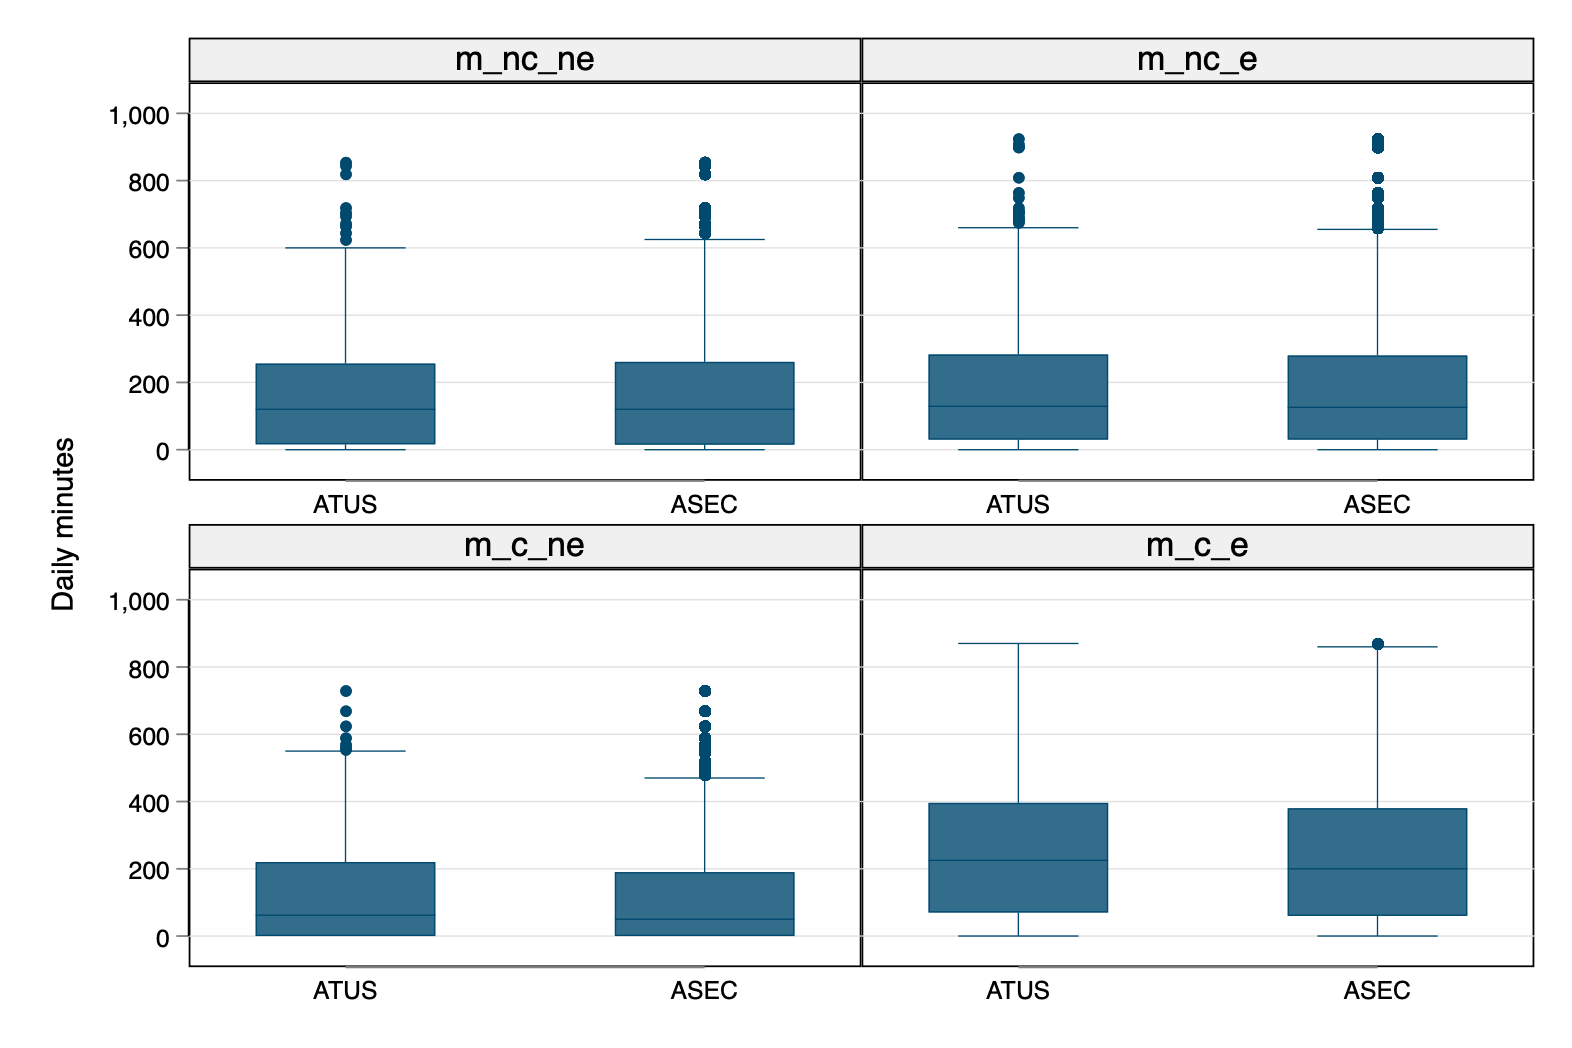 m_nc_ne
m_nc_e
1,000
800
600
400
200
0
ATUS
ASEC
ATUS
ASEC
Daily minutes
m_c_ne
m_c_e
1,000
800
600
400
200
0
ATUS
ASEC
ATUS
ASEC